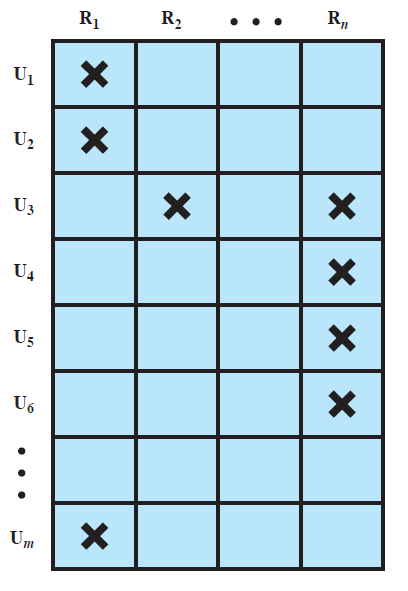 R₁ R₂ • • • Rₙ
U₁ ✖
U₂ ✖
U₃ ✖ ✖
U₄ ✖
U₅ ✖
U₆ ✖
•
•
•
Uₘ ✖